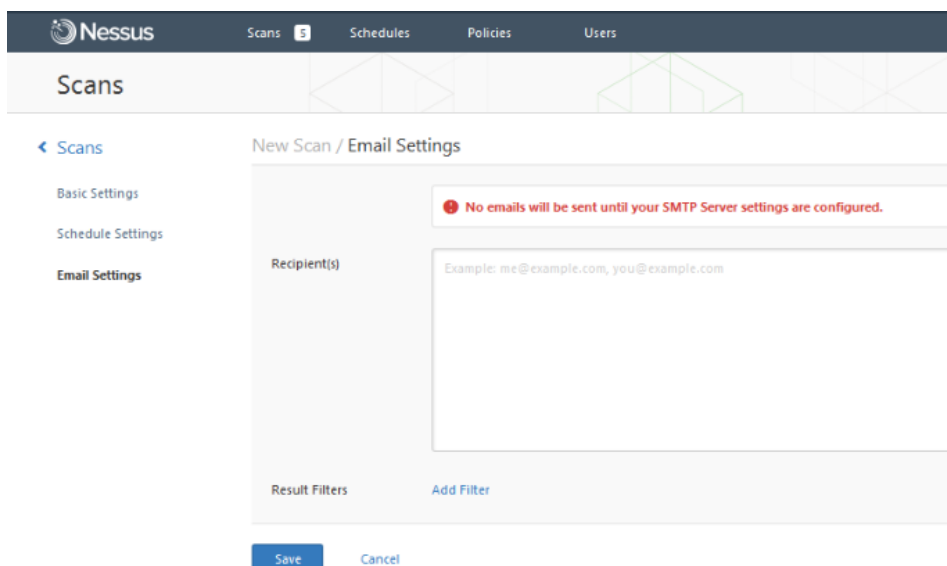 Nessus Scans 5 Schedules Policies Users
Scans
Scans
Basic Settings
Schedule Settings
Email Settings
New Scan / Email Settings
No emails will be sent until your SMTP Server settings are configured.
Recipient(s)
Example: me@example.com, you@example.com
Result Filters Add Filter
Save Cancel